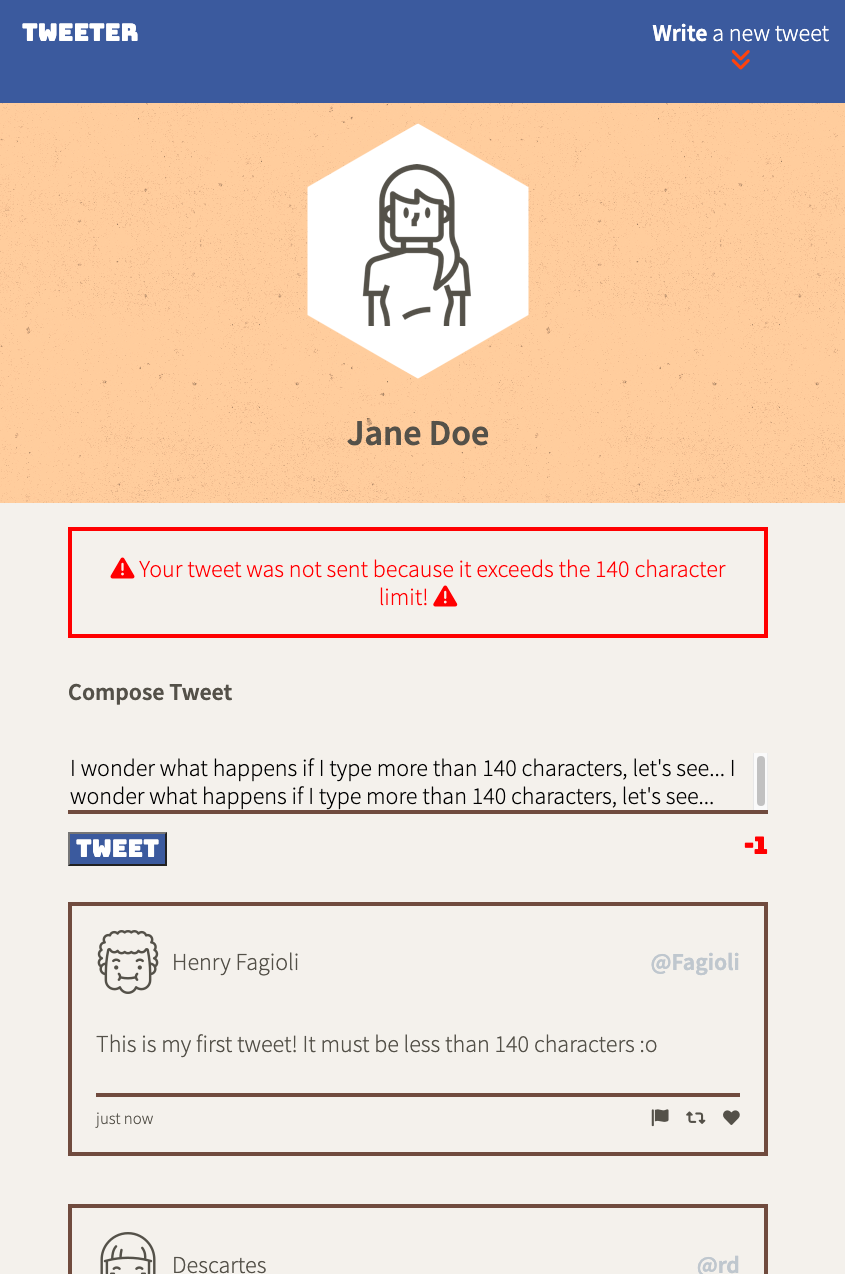 TWEETER
Write a new tweet
Jane Doe
Your tweet was not sent because it exceeds the 140 character
limit!
Compose Tweet
I wonder what happens if I type more than 140 characters, let's see... I
wonder what happens if I type more than 140 characters, let's see...
TWEET
-1
Henry Fagioli
@Fagioli
This is my first tweet! It must be less than 140 characters :o
just now
Descartes
@rd